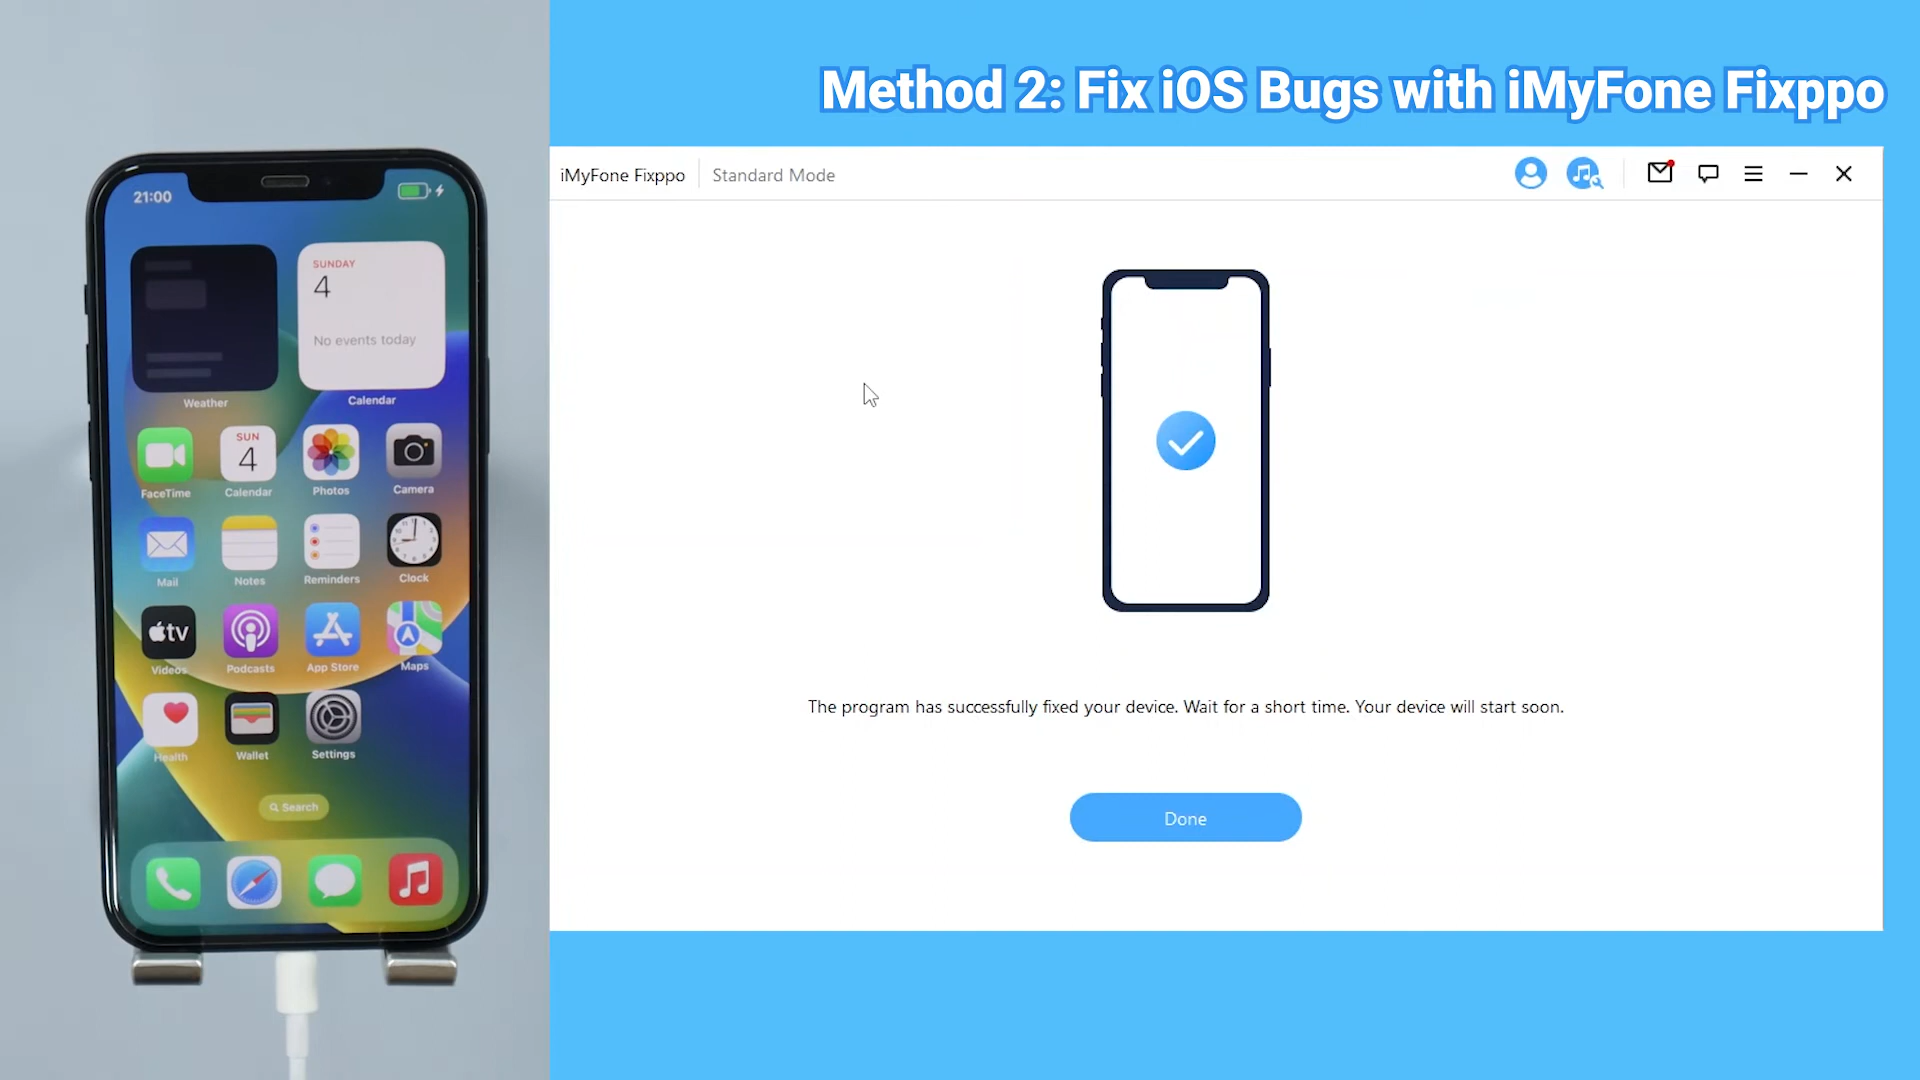 Method 2: Fix iOS Bugs with iMyFone Fixppo
21:00
SUNDAY
4
No events today
Weather
Calendar
SUN
4
FaceTime
Calendar
Photos
Camera
Mail
Notes
Reminders
Clock
tv
Videos
Podcasts
App Store
Maps
Health
Wallet
Settings
Search
iMyFone Fixppo
Standard Mode
The program has successfully fixed your device. Wait for a short time. Your device will start soon.
Done